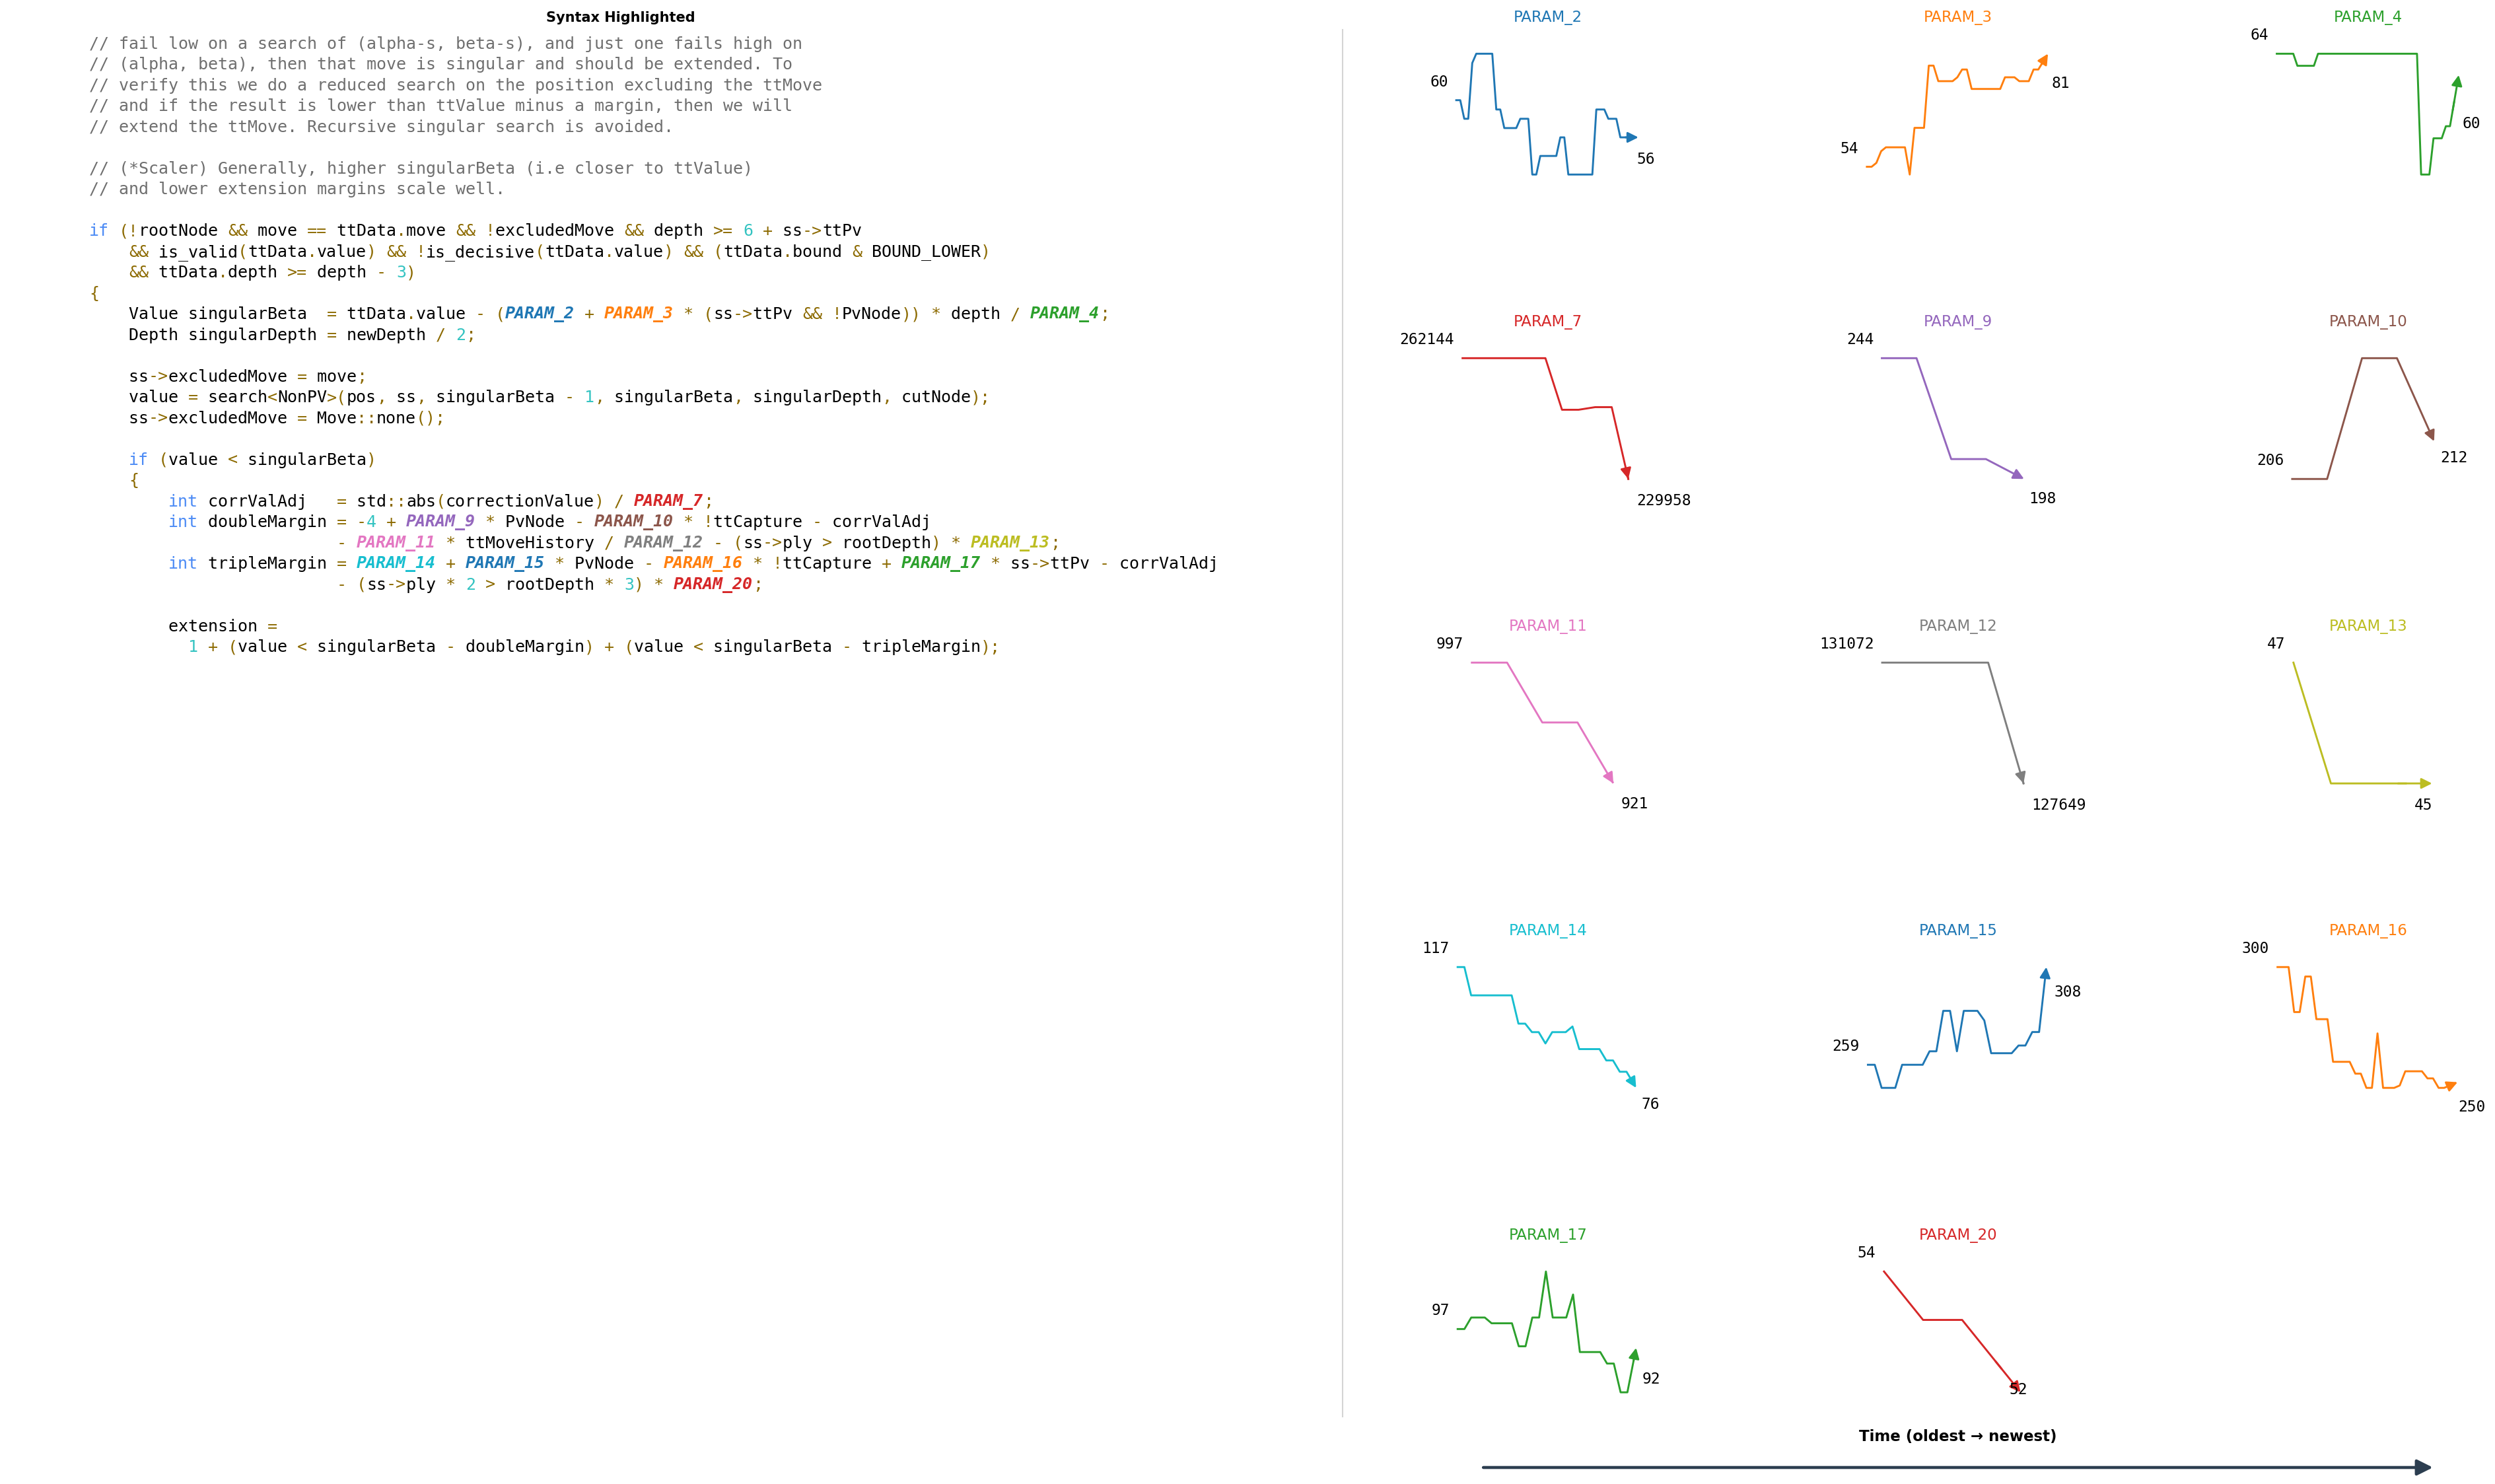 Syntax Highlighted
// fail low on a search of (alpha-s, beta-s), and just one fails high on
// (alpha, beta), then that move is singular and should be extended. To
// verify this we do a reduced search on the position excluding the ttMove
// and if the result is lower than ttValue minus a margin, then we will
// extend the ttMove. Recursive singular search is avoided.
// (*Scaler) Generally, higher singularBeta (i.e closer to ttValue)
// and lower extension margins scale well.
if (!rootNode && move == ttData.move && !excludedMove && depth >= 6 + ss->ttPv
    && is_valid(ttData.value) && !is_decisive(ttData.value) && (ttData.bound & BOUND_LOWER)
    && ttData.depth >= depth - 3)
{
    Value singularBeta  = ttData.value - (PARAM_2 + PARAM_3 * (ss->ttPv && !PvNode)) * depth / PARAM_4;
    Depth singularDepth = newDepth / 2;
    ss->excludedMove = move;
    value = search<NonPV>(pos, ss, singularBeta - 1, singularBeta, singularDepth, cutNode);
    ss->excludedMove = Move::none();
    if (value < singularBeta)
    {
        int corrValAdj   = std::abs(correctionValue) / PARAM_7;
        int doubleMargin = -4 + PARAM_9 * PvNode - PARAM_10 * !ttCapture - corrValAdj
                         - PARAM_11 * ttMoveHistory / PARAM_12 - (ss->ply > rootDepth) * PARAM_13;
        int tripleMargin = PARAM_14 + PARAM_15 * PvNode - PARAM_16 * !ttCapture + PARAM_17 * ss->ttPv - corrValAdj
                         - (ss->ply * 2 > rootDepth * 3) * PARAM_20;
        extension =
          1 + (value < singularBeta - doubleMargin) + (value < singularBeta - tripleMargin);
PARAM_2
60
56
PARAM_3
54
81
PARAM_4
64
60
PARAM_7
262144
229958
PARAM_9
244
198
PARAM_10
206
212
PARAM_11
997
921
PARAM_12
131072
127649
PARAM_13
47
45
PARAM_14
117
76
PARAM_15
259
308
PARAM_16
300
250
PARAM_17
97
92
PARAM_20
54
52
Time (oldest → newest)